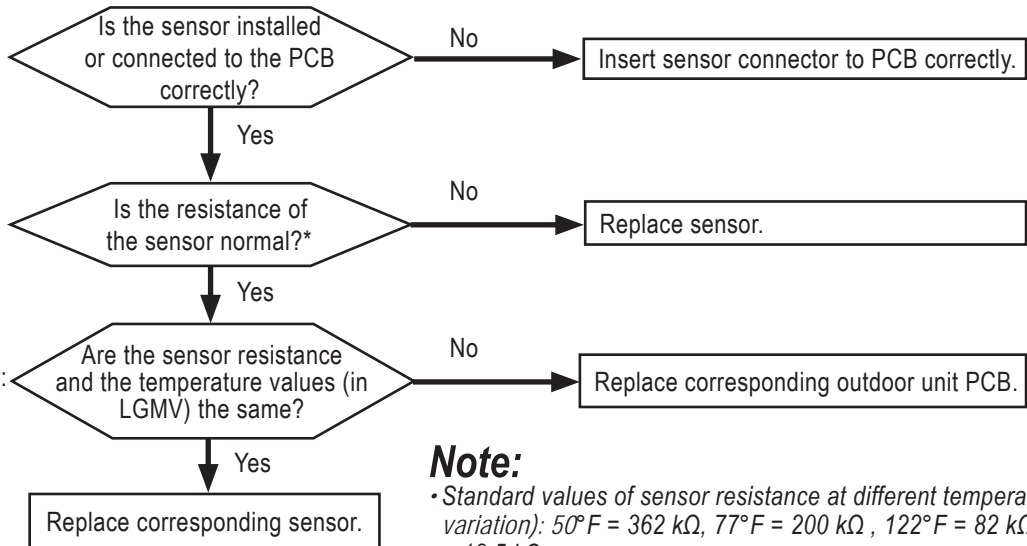 Is the sensor installed
or connected to the PCB
correctly?
No
Insert sensor connector to PCB correctly.
Yes
Is the resistance of
the sensor normal?*
No
Replace sensor.
Yes
Are the sensor resistance
and the temperature values (in
LGMV) the same?
:
No
Replace corresponding outdoor unit PCB.
Yes
Replace corresponding sensor.
Note:
• Standard values of sensor resistance at different
variation): 50°F = 362 kΩ, 77°F = 200 kΩ , 122°F = 82